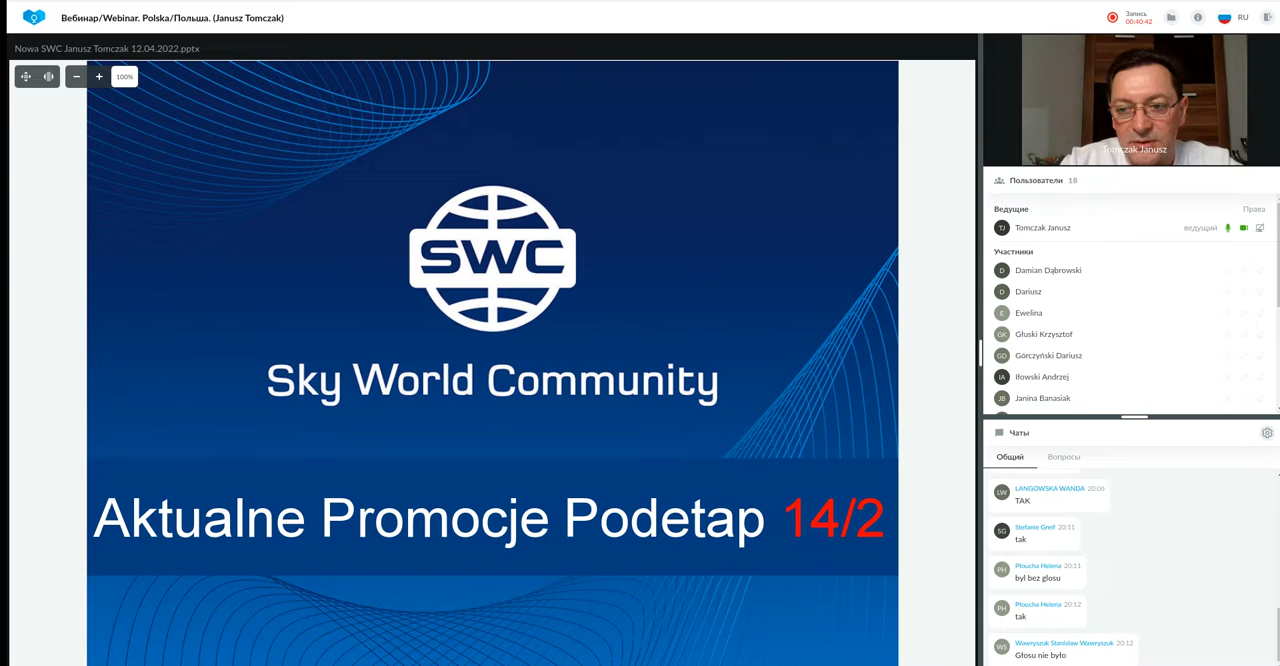 Вебинар/Webinar. Polska/Польша. (Janusz Tomczak)
Запись
00:40:42
RU
Nowa SWC Janusz Tomczak 12.04.2022.pptx
100%
SWC
Sky World Community
Aktualne Promocje Podetap 14/2
Tomczak Janusz
Пользователи 18
Ведущие Права
TJ Tomczak Janusz ведущий
Участники
D Damian Dąbrowski
D Dariusz
E Ewelina
GK Głuski Krzysztof
GD Górczyński Dariusz
IA Iłowski Andrzej
JB Janina Banasiak
Чаты
Общий Вопросы
LW LANGOWSKA WANDA 20:06
TAK
SG Stefanie Greif 20:11
tak
PH Płoucha Helena 20:11
byl bez glosu
PH Płoucha Helena 20:12
tak
WS Wawryszuk Stanislaw Wawryszuk 20:12
Głosu nie było